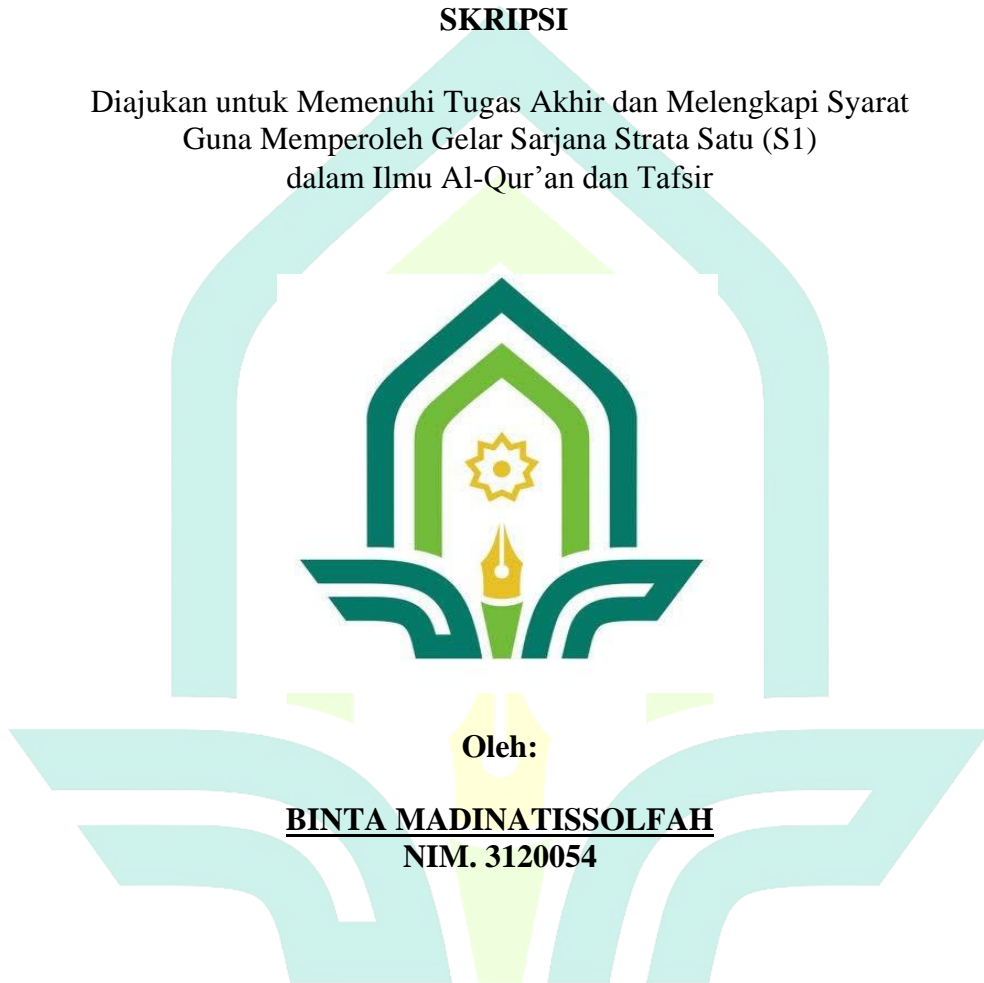 SKRIPSI
Diajukan untuk Memenuhi Tugas Akhir dan Melengkapi Syarat
Guna Memperoleh Gelar Sarjana Strata Satu (S1)
dalam Ilmu Al-Qur’an dan Tafsir
Oleh:
BINTA MADINATISSOLFAH
NIM. 3120054